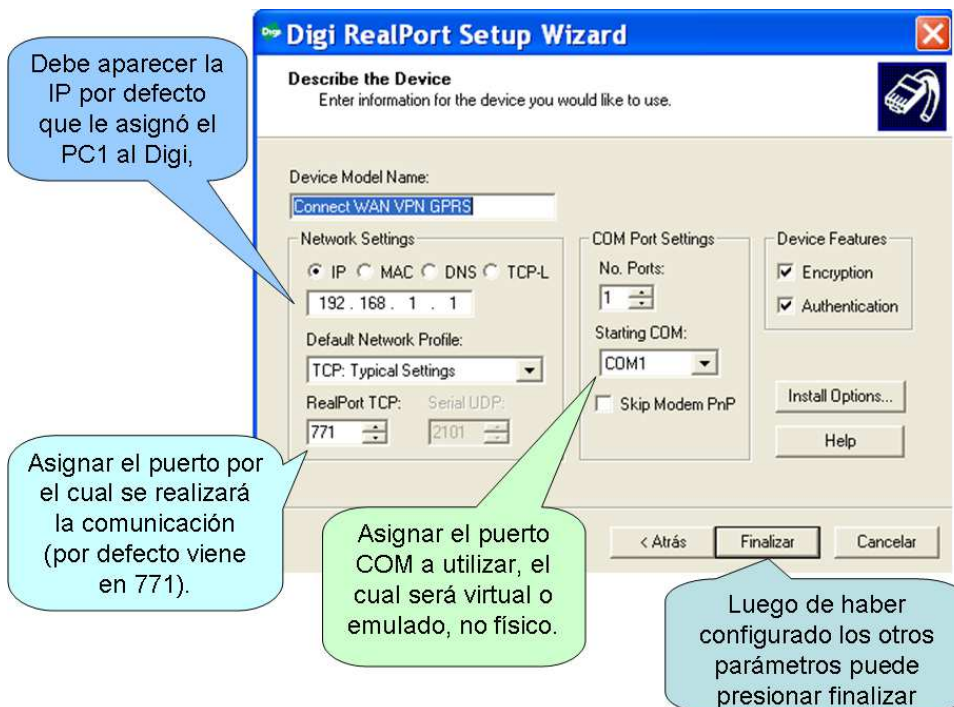 Digi RealPort Setup Wizard
Debe aparecer la
IP por defecto
que le asignó el
PC1 al Digi,
Describe the Device
Enter information for the device you would like to use.
Device Model Name:
Connect WAN VPN GPRS
Network Settings
IP MAC DNS TCP-L
192 . 168 . 1 . 1
Default Network Profile:
TCP: Typical Settings
RealPort TCP: Serial UDP:
771 2101
COM Port Settings
No. Ports:
1
Starting COM:
COM1
Skip Modem PnP
Device Features
Encryption
Authentication
Install Options...
Help
Asignar el puerto por
el cual se realizará
la comunicación
(por defecto viene
en 771).
Asignar el puerto
COM a utilizar, el
cual será virtual o
emulado, no físico.
< Atrás Finalizar Cancelar
Luego de haber
configurado los otros
parámetros puede
presionar finalizar